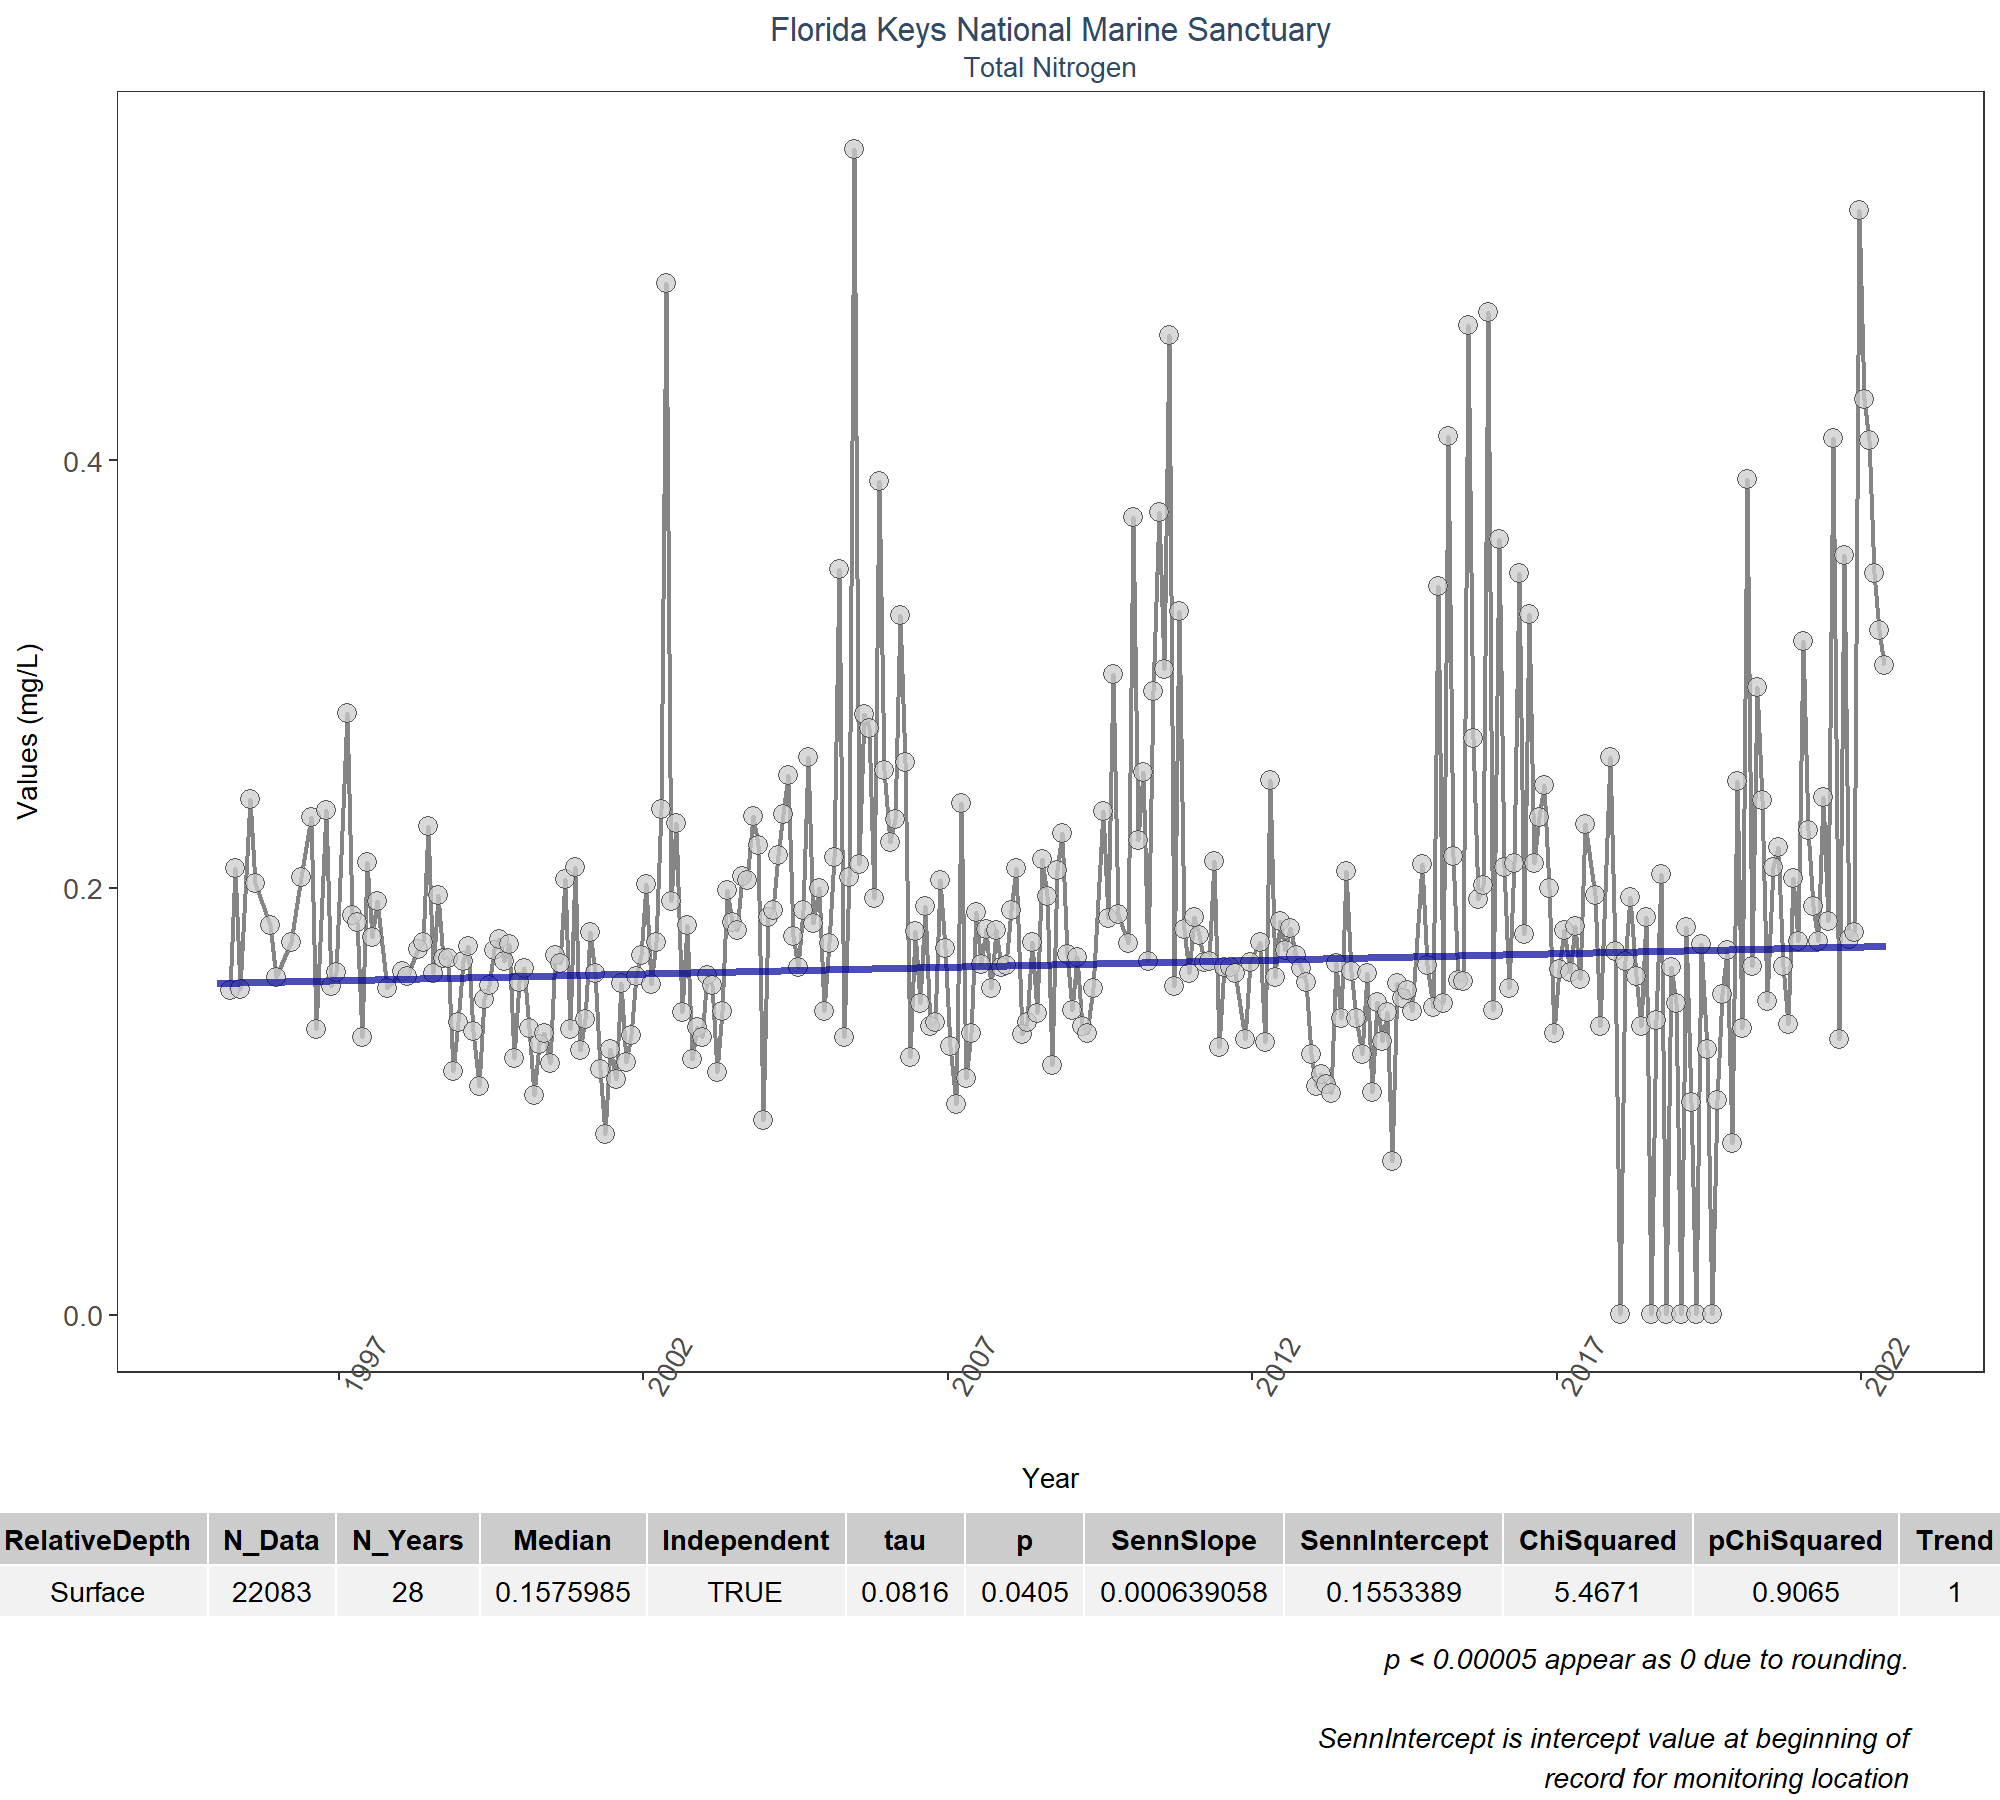 Florida Keys National Marine Sanctuary
Total Nitrogen
Values (mg/L)
0.4
0.2
0.0
1997 2002 2007 2012 2017 2022
Year
RelativeDepth N_Data N_Years Median Independent tau p SennSlope SennIntercept ChiSquared pChiSquared Trend
Surface 22083 28 0.1575985 TRUE 0.0816 0.0405 0.000639058 0.1553389 5.4671 0.9065 1
p < 0.00005 appear as 0 due to rounding.
SennIntercept is intercept value at beginning of
record for monitoring location